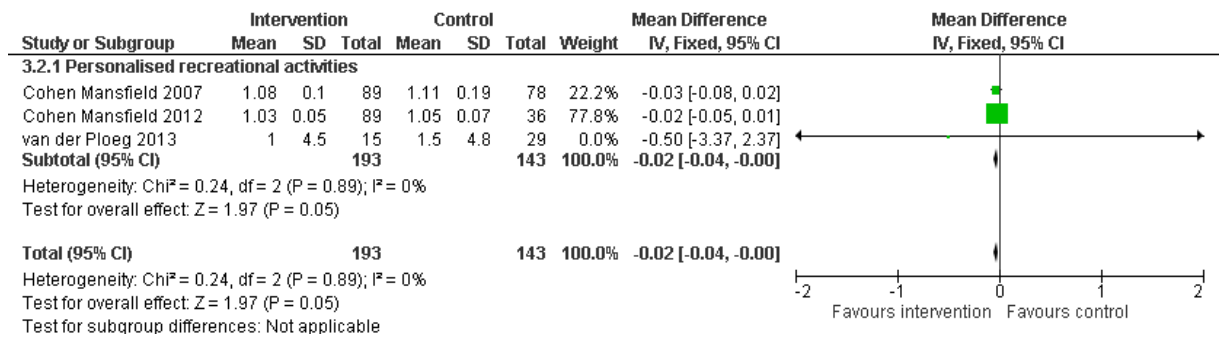 Intervention Control Mean Difference Mean Difference
Study or Subgroup Mean SD Total Mean SD Total Weight IV, Fixed, 95% CI IV, Fixed, 95% CI
3.2.1 Personalised recreational activities
Cohen Mansfield 2007 1.08 0.1 89 1.11 0.19 78 22.2% -0.03 [-0.08, 0.02]
Cohen Mansfield 2012 1.03 0.05 89 1.05 0.07 36 77.8% -0.02 [-0.05, 0.01]
van der Ploeg 2013 1 4.5 15 1.5 4.8 29 0.0% -0.50 [-3.37, 2.37]
Subtotal (95% CI) 193 143 100.0% -0.02 [-0.04, -0.00]
Heterogeneity: Chi² = 0.24, df = 2 (P = 0.89); I² = 0%
Test for overall effect: Z = 1.97 (P = 0.05)
Total (95% CI) 193 143 100.0% -0.02 [-0.04, -0.00]
Heterogeneity: Chi² = 0.24, df = 2 (P = 0.89); I² = 0%
Test for overall effect: Z = 1.97 (P = 0.05)
Test for subgroup differences: Not applicable
-2 -1 0 1 2
Favours intervention Favours control